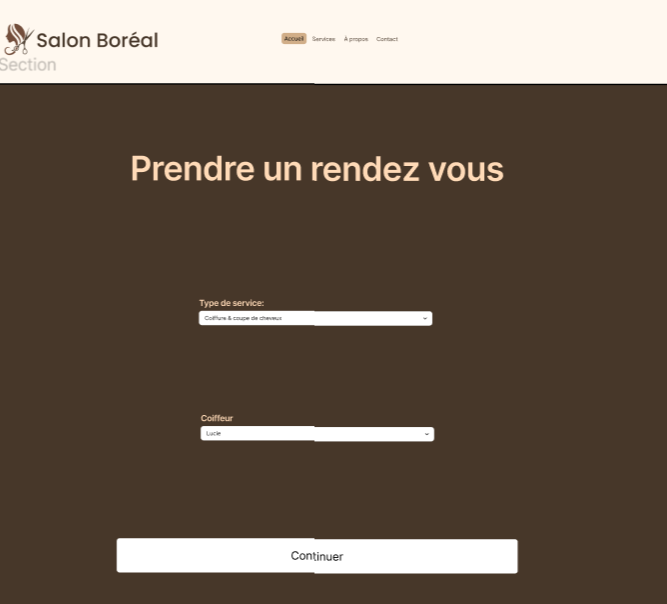 Salon Boréal
Accueil Services À propos Contact
Section
Prendre un rendez vous
Type de service:
Coiffure & coupe de cheveux
Coiffeur
Lucie
Continuer